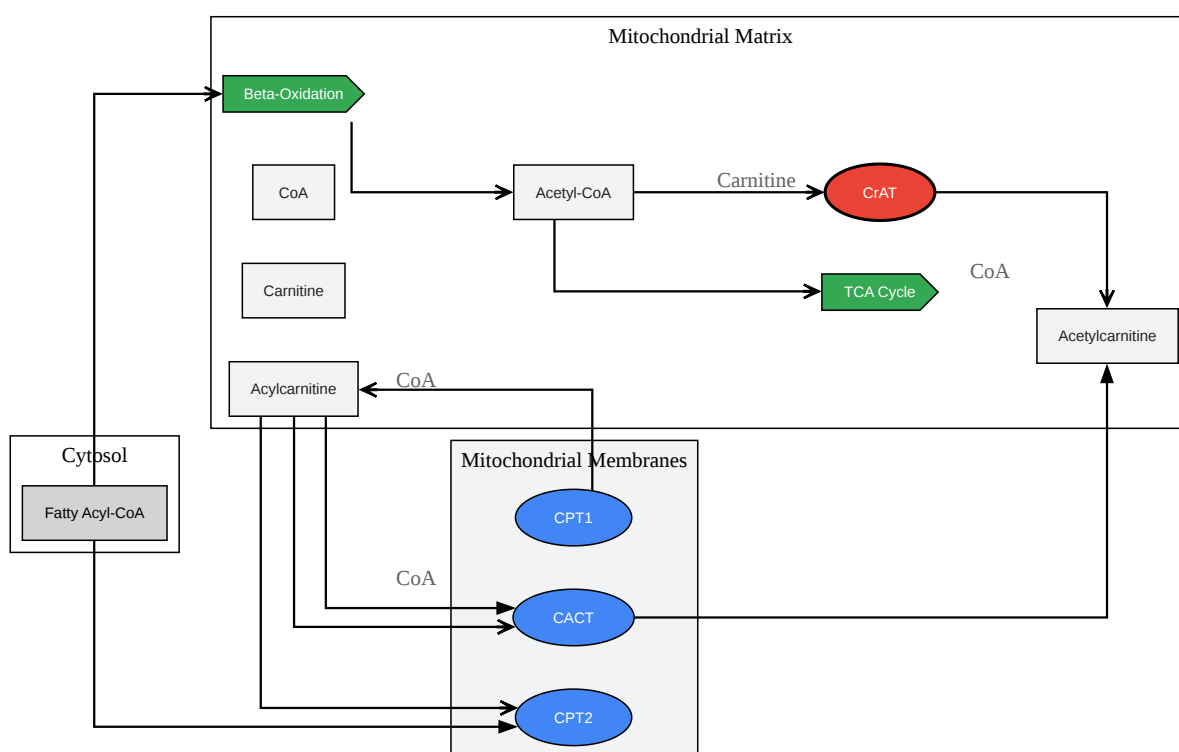 Mitochondrial Matrix
Beta-Oxidation
CoA
Acetyl-CoA
Carnitine
CrAT
Carnitine
TCA Cycle
CoA
Acetylcarnitine
Acylcarnitine
CoA
Cytosol
Fatty Acyl-CoA
Mitochondrial Membranes
CPT1
CoA
CACT
CPT2